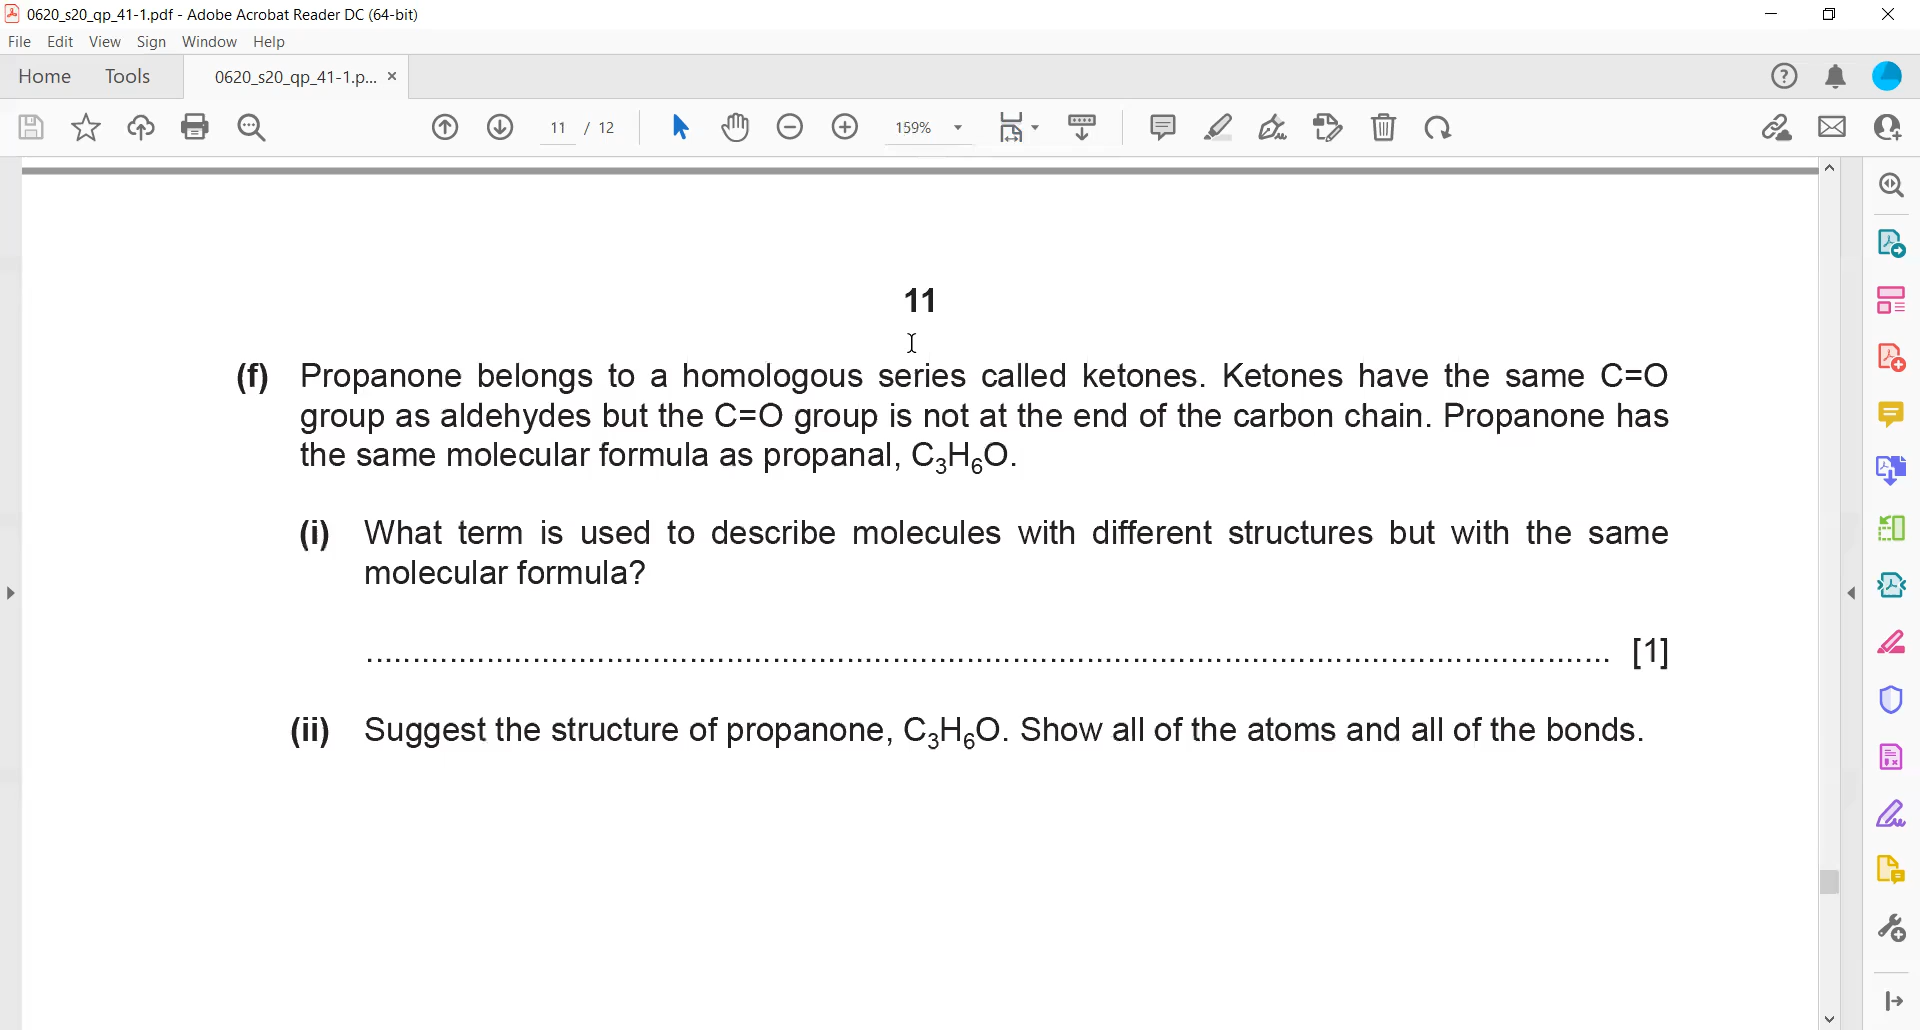 0620_s20_qp_41-1.pdf - Adobe Acrobat Reader DC (64-bit)
File Edit View Sign Window Help
Home Tools 0620_s20_qp_41-1.p... ×
11 / 12 159%
11
(f) Propanone belongs to a homologous series called ketones. Ketones have the same C=O
group as aldehydes but the C=O group is not at the end of the carbon chain. Propanone has
the same molecular formula as propanal, C₃H₆O.
(i) What term is used to describe molecules with different structures but with the same
molecular formula?
.......................................................................................................................................... [1]
(ii) Suggest the structure of propanone, C₃H₆O. Show all of the atoms and all of the bonds.